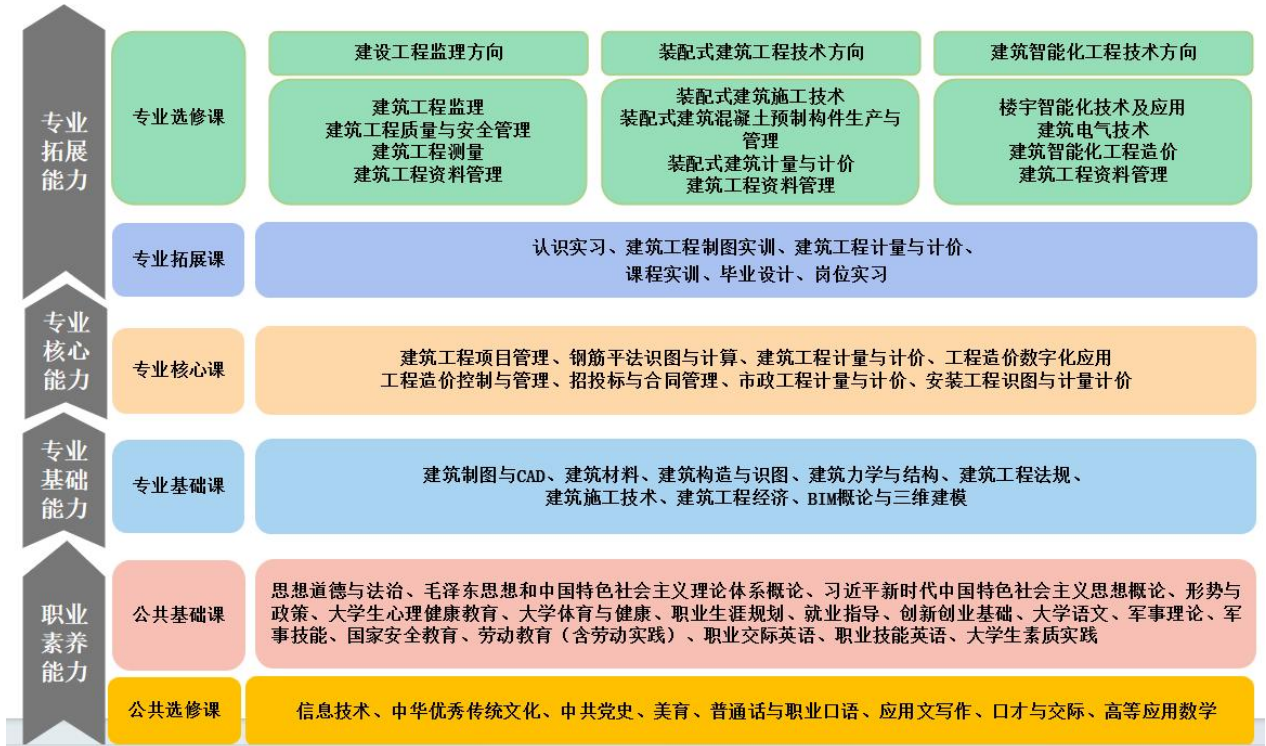 专业
拓展
能力
专业选修课
建设工程监理方向
建筑工程监理
建筑工程质量与安全管理
建筑工程测量
建筑工程资料管理
装配式建筑工程技术方向
装配式建筑施工技术
装配式建筑混凝土预制构件生产与
管理
装配式建筑计量与计价
建筑工程资料管理
建筑智能化工程技术方向
楼宇智能化技术及应用
建筑电气技术
建筑智能化工程造价
建筑工程资料管理
专业拓展课
认识实习、建筑工程制图实训、建筑工程计量与计价、
课程实训、毕业设计、岗位实习
专业
核心
能力
专业核心课
建筑工程项目管理、钢筋平法识图与计算、建筑工程计量与计价、工程造价数字化应用
工程造价控制与管理、招投标与合同管理、市政工程计量与计价、安装工程识图与计量计价
专业
基础
能力
专业基础课
建筑制图与CAD、建筑材料、建筑构造与识图、建筑力学与结构、建筑工程法规、
建筑施工技术、建筑工程经济、BIM概论与三维建模
职业
素养
能力
公共基础课
思想道德与法治、毛泽东思想和中国特色社会主义理论体系概论、习近平新时代中国特色社会主义思想概论、形势与
政策、大学生心理健康教育、大学体育与健康、职业生涯规划、就业指导、创新创业基础、大学语文、军事理论、军
事技能、国家安全教育、劳动教育（含劳动实践）、职业交际英语、职业技能英语、大学生素质实践
公共选修课
信息技术、中华优秀传统文化、中共党史、美育、普通话与职业口语、应用文写作、口才与交际、高等应用数学